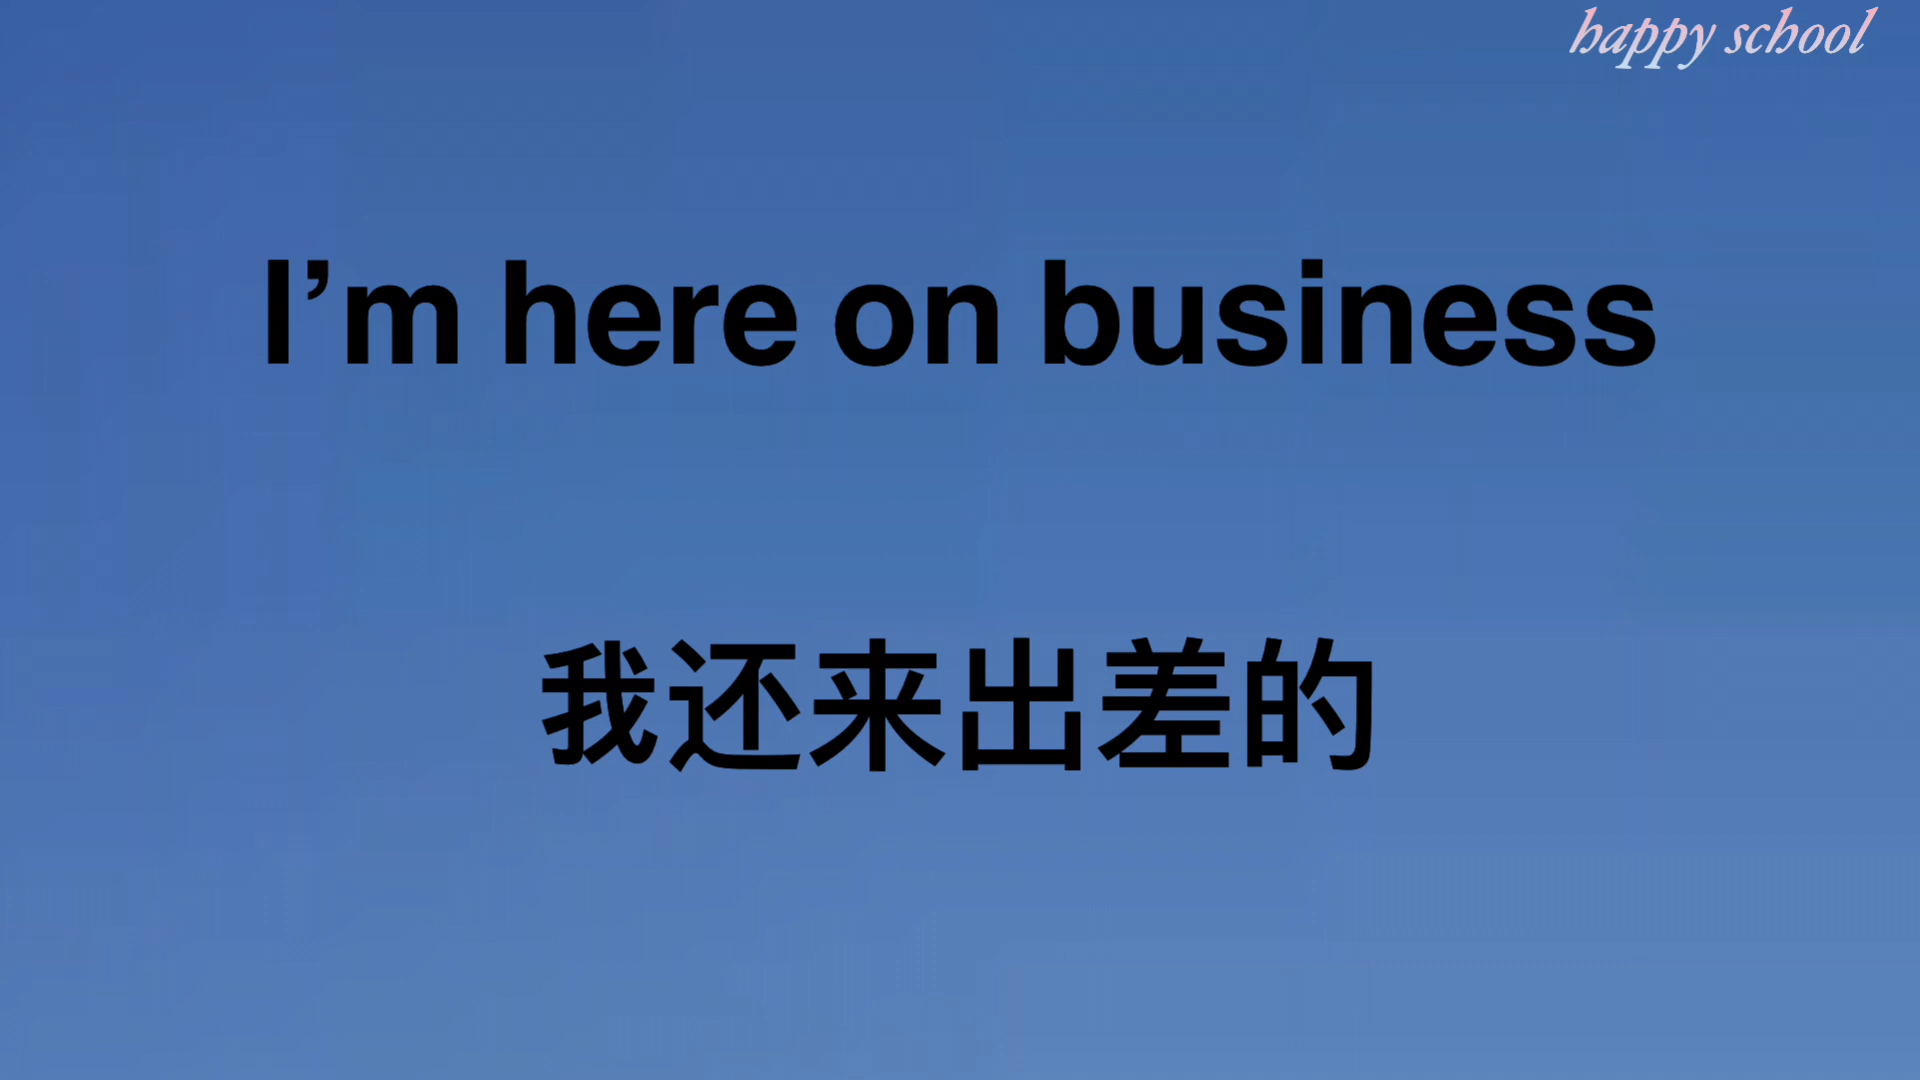 happy school
I’m here on business
我还来出差的